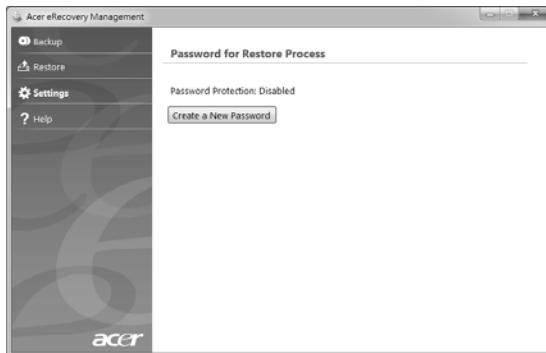 Acer eRecovery Management
Backup
Restore
Settings
? Help
Password for Restore Process
Password Protection: Disabled
Create a New Password
acer